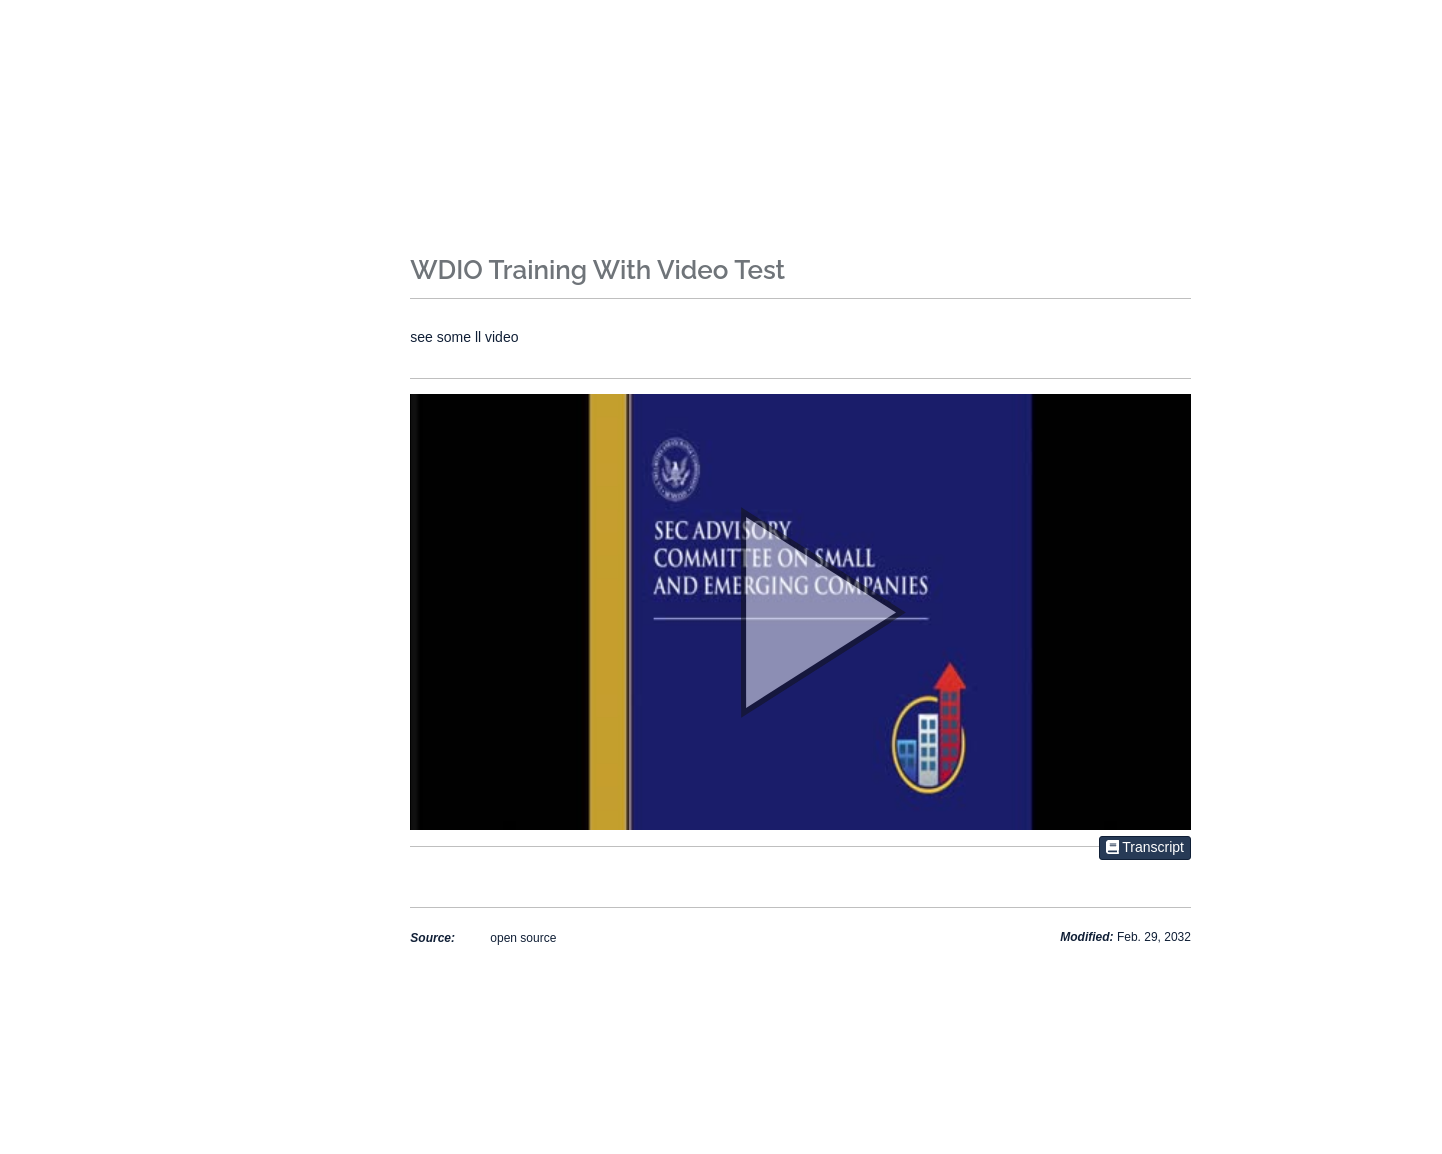 WDIO Training With Video Test
see some ll video
SEC ADVISORY
COMMITTEE ON SMALL
AND EMERGING COMPANIES
Transcript
Source: open source
Modified: Feb. 29, 2032